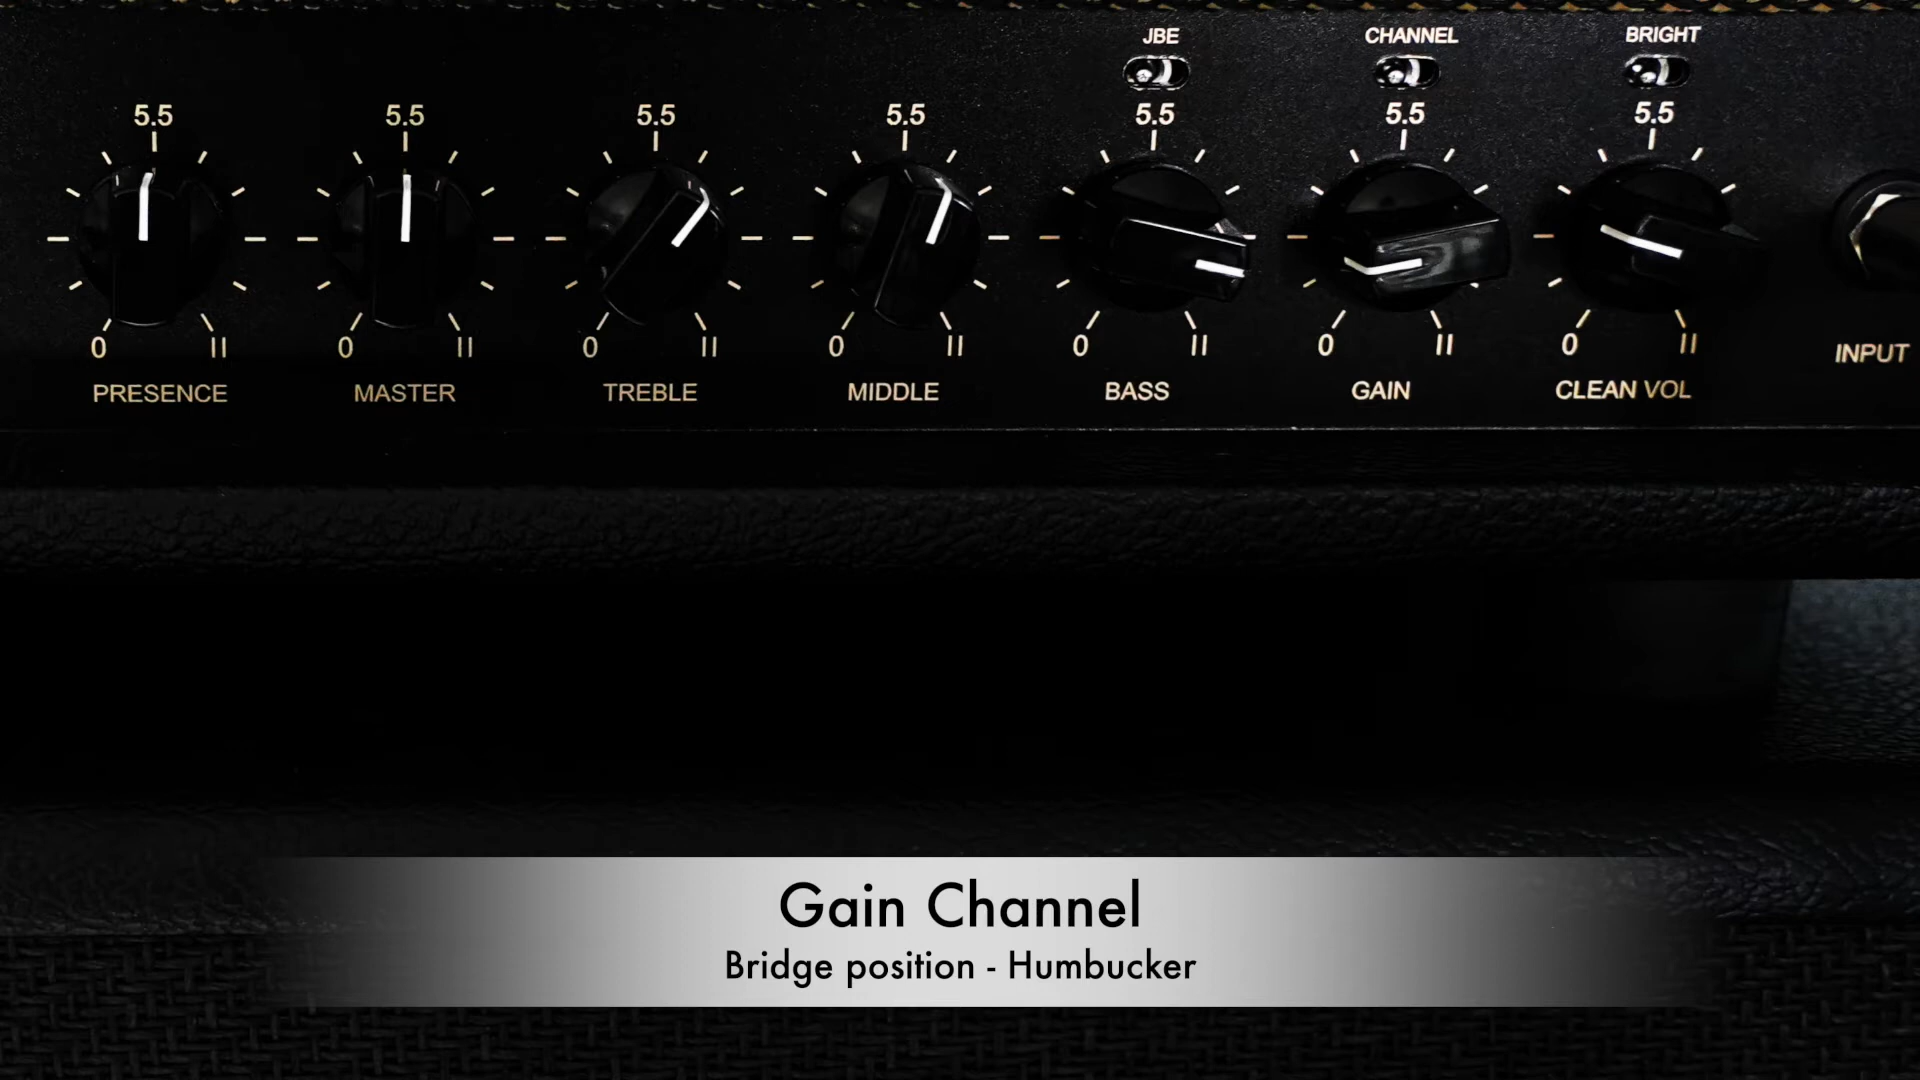 JBE CHANNEL BRIGHT
5.5 5.5 5.5 5.5 5.5 5.5 5.5
0 11 0 11 0 11 0 11 0 11 0 11 0 11
PRESENCE MASTER TREBLE MIDDLE BASS GAIN CLEAN VOL INPUT
Gain Channel
Bridge position - Humbucker